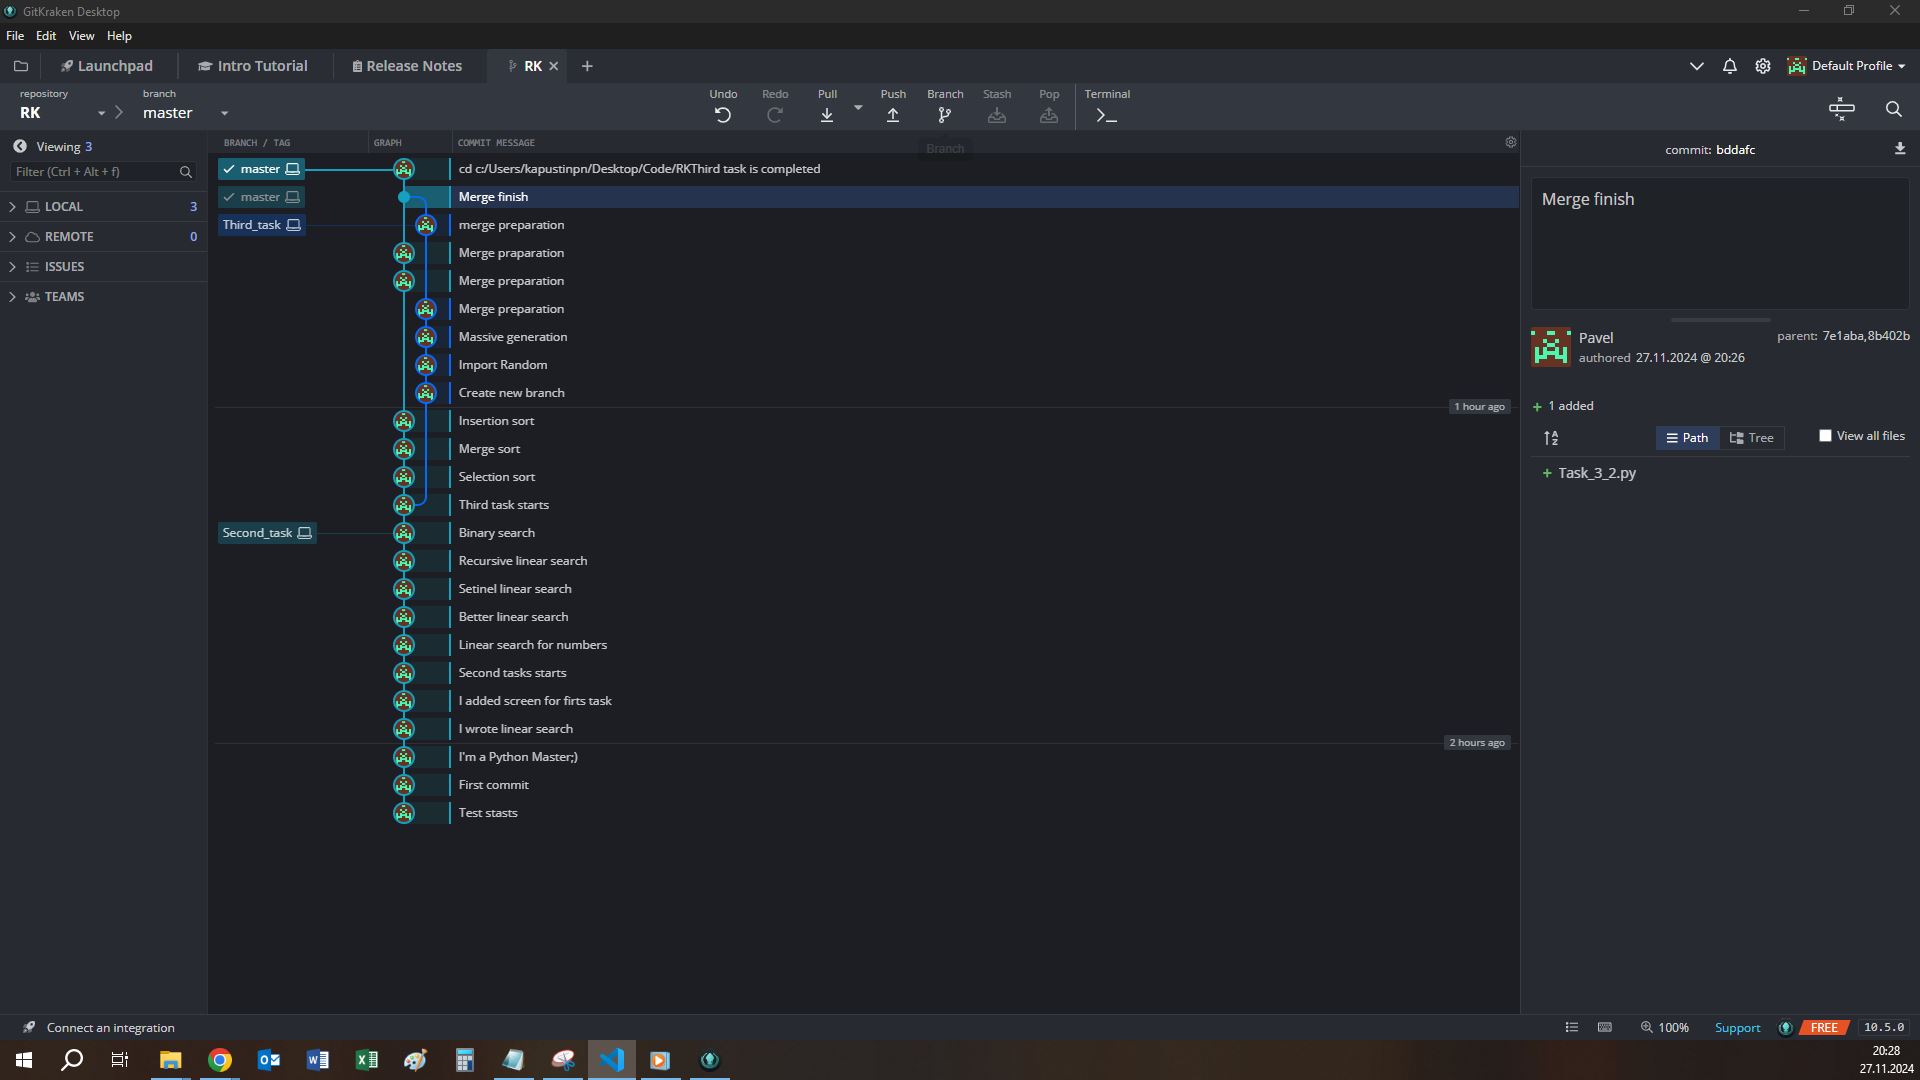 GitKraken Desktop
File Edit View Help
Launchpad Intro Tutorial Release Notes RK Default Profile
repository branch Undo Redo Pull Push Branch Stash Pop Terminal
RK master
Viewing 3 BRANCH / TAG GRAPH COMMIT MESSAGE Branch commit: bddafc
Filter (Ctrl + Alt + f)
LOCAL 3
REMOTE 0
ISSUES
TEAMS
master cd c:/Users/kapustinpn/Desktop/Code/RKThird task is completed
master Merge finish
Third_task merge preparation
Merge praparation
Merge preparation
Merge preparation
Massive generation
Import Random
Create new branch
1 hour ago
Insertion sort
Merge sort
Selection sort
Third task starts
Second_task Binary search
Recursive linear search
Setinel linear search
Better linear search
Linear search for numbers
Second tasks starts
I added screen for firts task
I wrote linear search
2 hours ago
I'm a Python Master;)
First commit
Test stasts
Merge finish
Pavel parent: 7e1aba,8b402b
authored 27.11.2024 @ 20:26
1 added
Path Tree View all files
Task_3_2.py
Connect an integration 100% Support FREE 10.5.0
20:28
27.11.2024